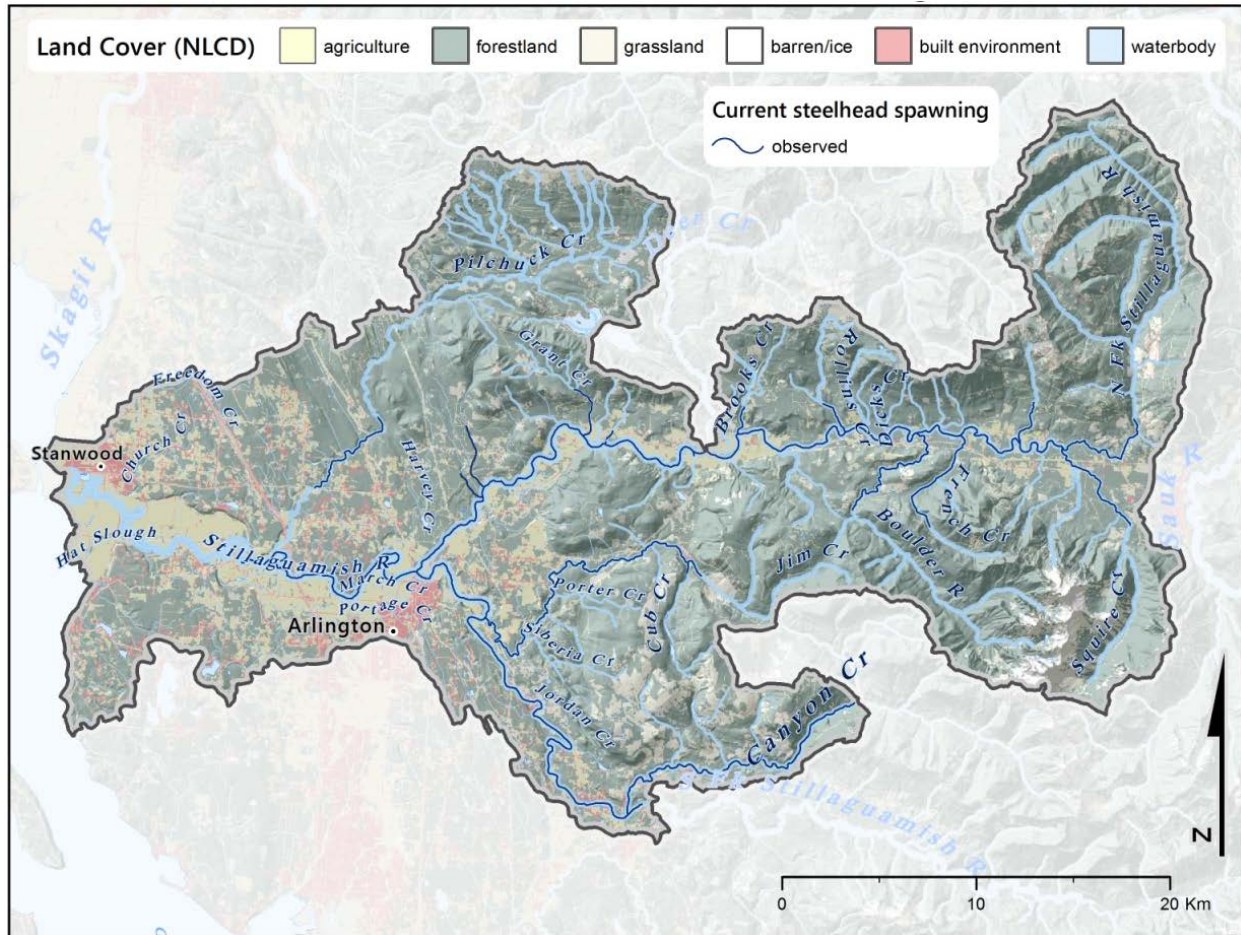 Land Cover (NLCD)
agriculture
forestland
grassland
barren/ice
built environment
waterbody
Current steelhead spawning
observed
Skagit R
Pilchuck Cr
Deer Cr
N Fk Stillaguamish R
Grant Cr
Brooks Cr
Rollins Cr
Dicks Cr
Freedom Cr
Church Cr
Stanwood
Harvey Cr
French Cr
Sauk R
Hat Slough
Stillaguamish R
March Cr
Portage Cr
Arlington
Porter Cr
Cub Cr
Jim Cr
Boulder R
Squire Cr
Siberia Cr
Jordan Cr
Canyon Cr
S Fk Stillaguamish R
N
0
10
20 Km